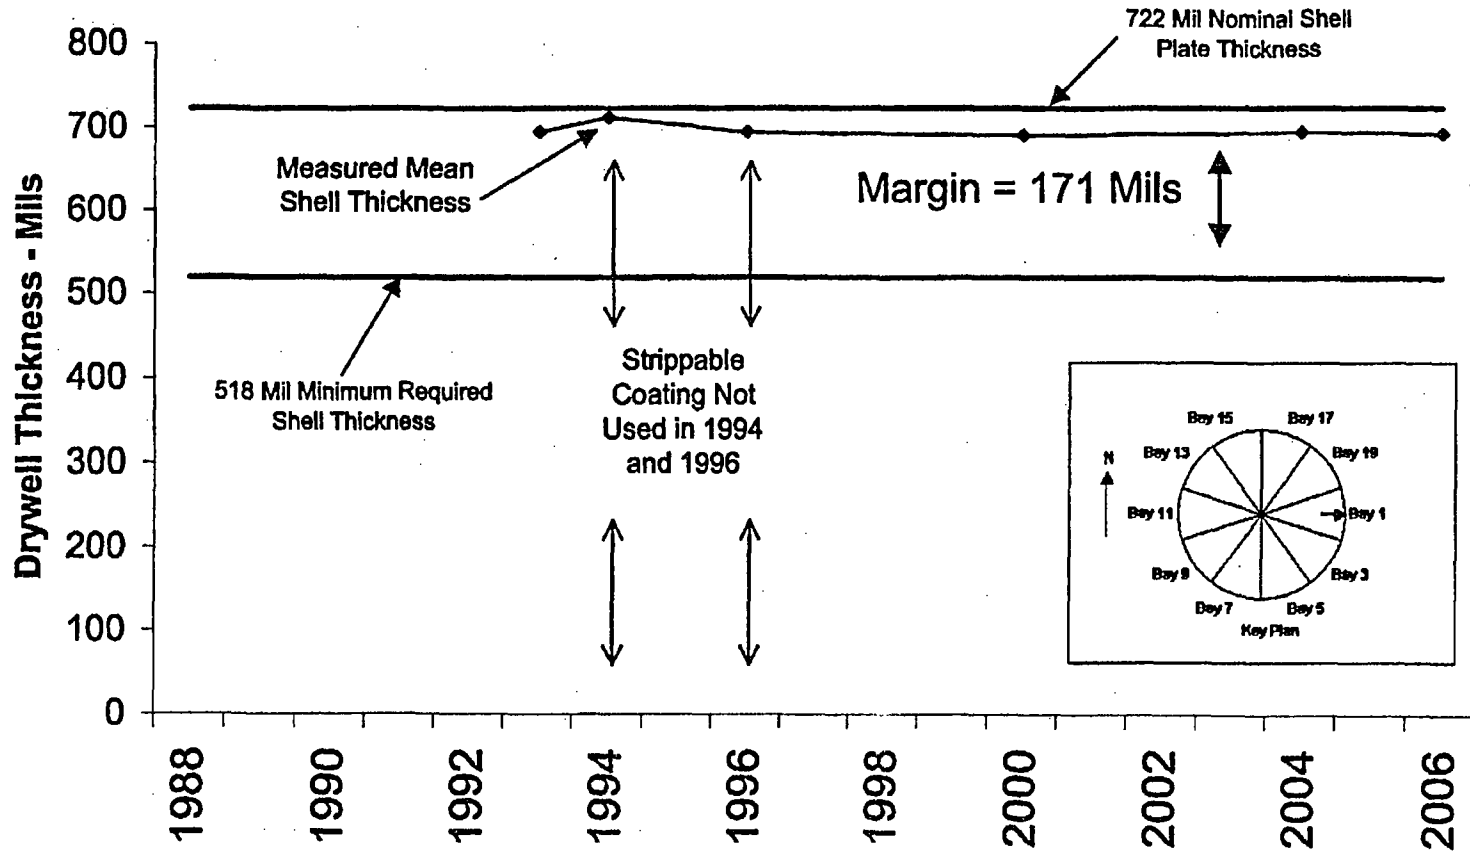 722 Mil Nominal Shell
Plate Thickness
800
700
600
500
400
300
200
100
0
Drywell Thickness - Mils
Measured Mean
Shell Thickness
Margin = 171 Mils
518 Mil Minimum Required
Shell Thickness
Strippable
Coating Not
Used in 1994
and 1996
N
Bay 15
Bay 17
Bay 13
Bay 19
Bay 11
Bay 1
Bay 9
Bay 3
Bay 7
Bay 5
Key Plan
1988
1990
1992
1994
1996
1998
2000
2002
2004
2006